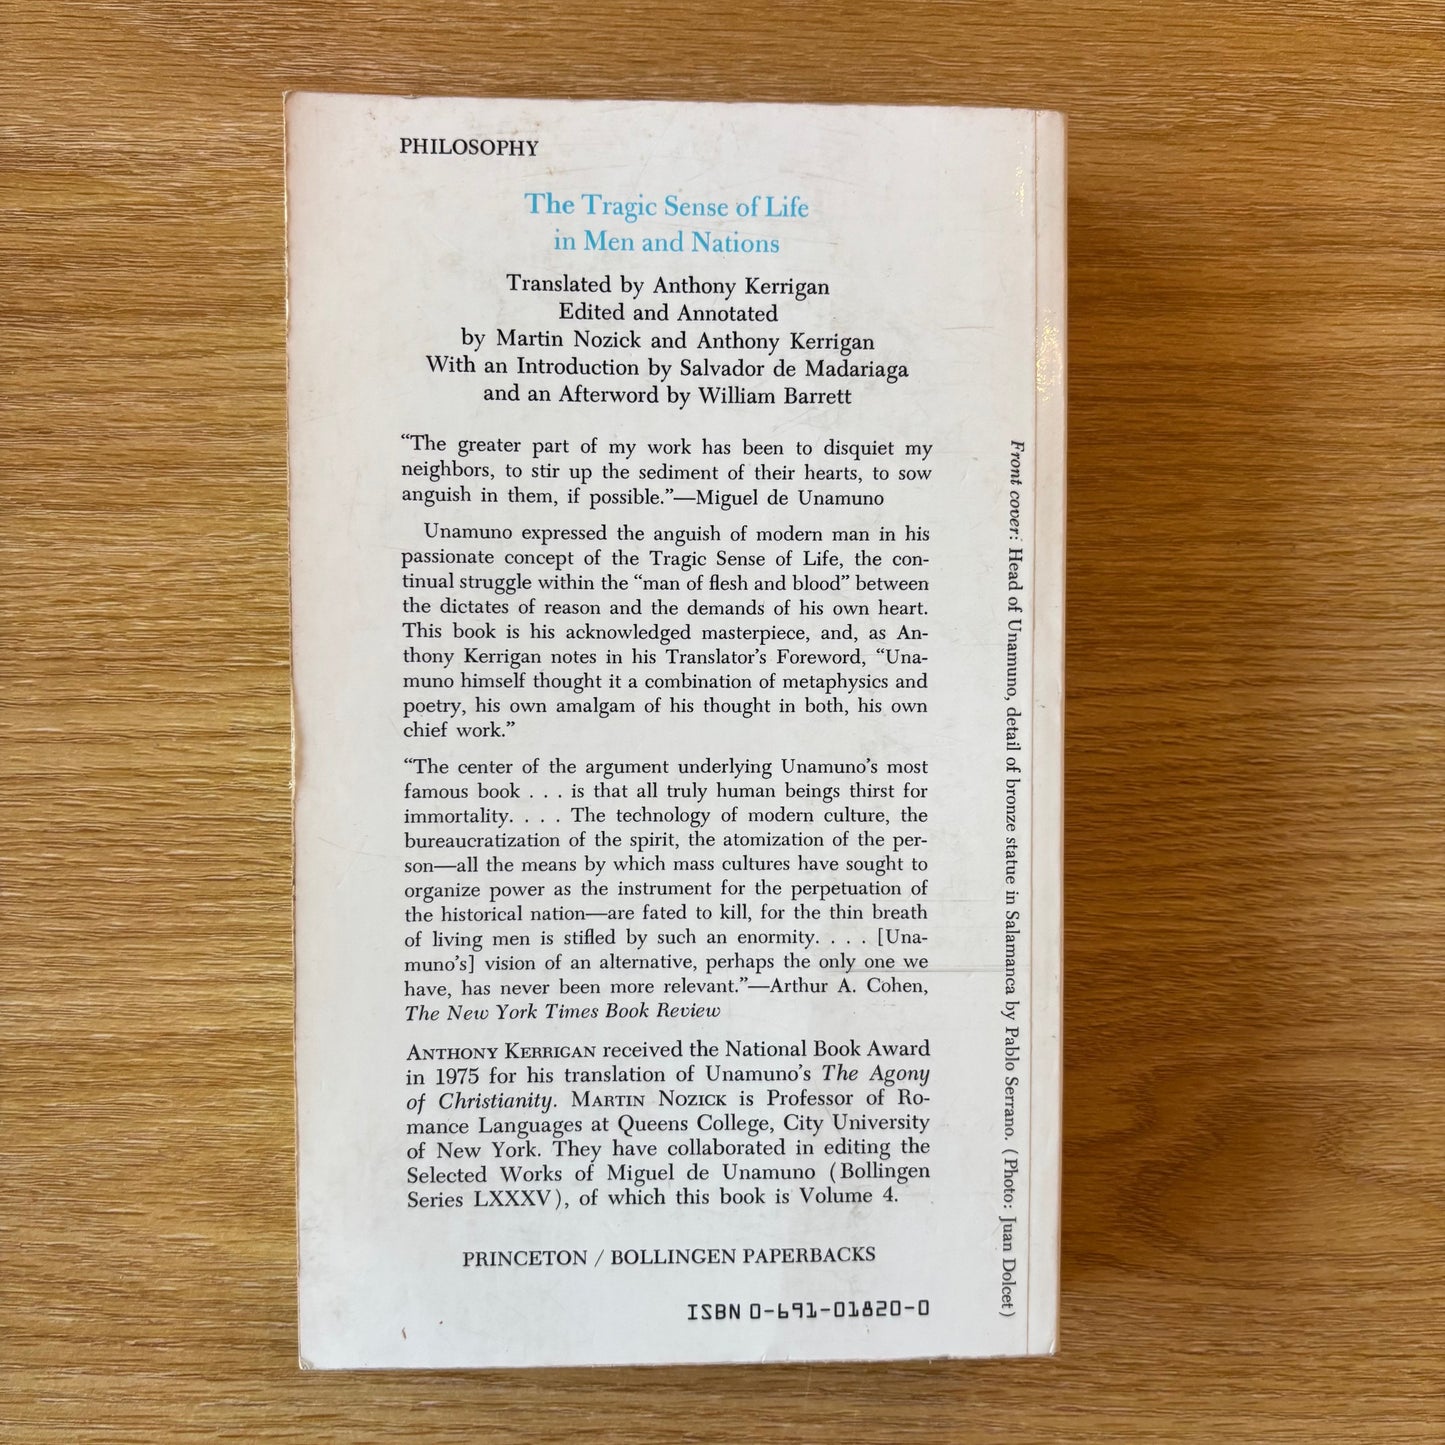 PHILOSOPHY
The Tragic Sense of Life
in Men and Nations
Translated by Anthony Kerrigan
Edited and Annotated
by Martin Nozick and Anthony Kerrigan
With an Introduction by Salvador de Madariaga
and an Afterword by William Barrett
“The greater part of my work has been to disquiet my
neighbors, to stir up the sediment of their hearts, to sow
anguish in them, if possible.”—Miguel de Unamuno
Unamuno expressed the anguish of modern man in his
passionate concept of the Tragic Sense of Life, the con-
tinual struggle within the “man of flesh and blood” between
the dictates of reason and the demands of his own heart.
This book is his acknowledged masterpiece, and, as An-
thony Kerrigan notes in his Translator’s Foreword, “Una-
muno himself thought it a combination of metaphysics and
poetry, his own amalgam of his thought in both, his own
chief work.”
“The center of the argument underlying Unamuno’s most
famous book . . . is that all truly human beings thirst for
immortality. . . . The technology of modern culture, the
bureaucratization of the spirit, the atomization of the per-
son—all the means by which mass cultures have sought to
organize power as the instrument for the perpetuation of
the historical nation—are fated to kill, for the thin breath
of living men is stifled by such an enormity. . . . [Una-
muno’s] vision of an alternative, perhaps the only one we
have, has never been more relevant.”—Arthur A. Cohen,
The New York Times Book Review
ANTHONY KERRIGAN received the National Book Award
in 1975 for his translation of Unamuno’s The Agony
of Christianity. MARTIN NOZICK is Professor of Ro-
mance Languages at Queens College, City University
of New York. They have collaborated in editing the
Selected Works of Miguel de Unamuno (Bollingen
Series LXXXV), of which this book is Volume 4.
PRINCETON / BOLLINGEN PAPERBACKS
ISBN 0-691-01820-0
Front cover: Head of Unamuno, detail of bronze statue in Salamanca by Pablo Serrano. (Photo: Juan Dolcet)